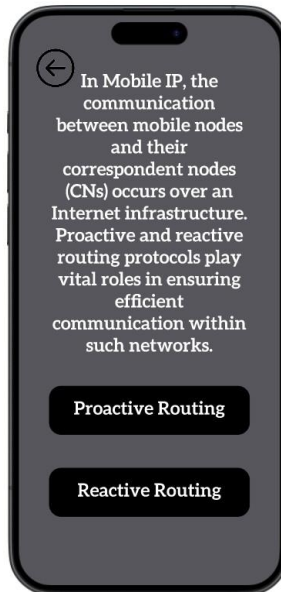 In Mobile IP, the
communication
between mobile nodes
and their
correspondent nodes
(CNs) occurs over an
Internet infrastructure.
Proactive and reactive
routing protocols play
vital roles in ensuring
efficient
communication within
such networks.
Proactive Routing
Reactive Routing